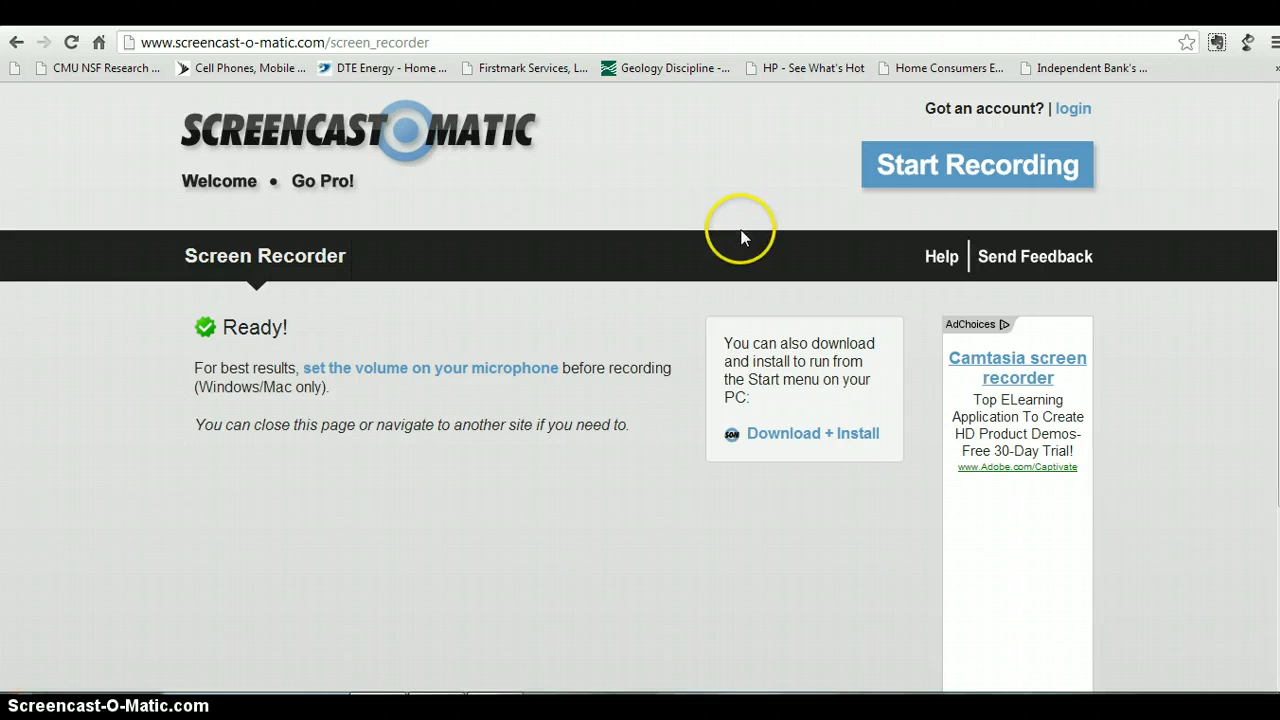 www.screencast-o-matic.com/screen_recorder
CMU NSF Research ... Cell Phones, Mobile ... DTE Energy - Home ... Firstmark Services, L... Geology Discipline -... HP - See What's Hot Home Consumers E... Independent Bank's ...
SCREENCAST-O-MATIC
Got an account? | login
Start Recording
Welcome • Go Pro!
Screen Recorder
Help | Send Feedback
Ready!
For best results, set the volume on your microphone before recording
(Windows/Mac only).
You can close this page or navigate to another site if you need to.
You can also download
and install to run from
the Start menu on your
PC:
SOM Download + Install
AdChoices
Camtasia screen
recorder
Top ELearning
Application To Create
HD Product Demos-
Free 30-Day Trial!
www.Adobe.com/Captivate
Screencast-O-Matic.com